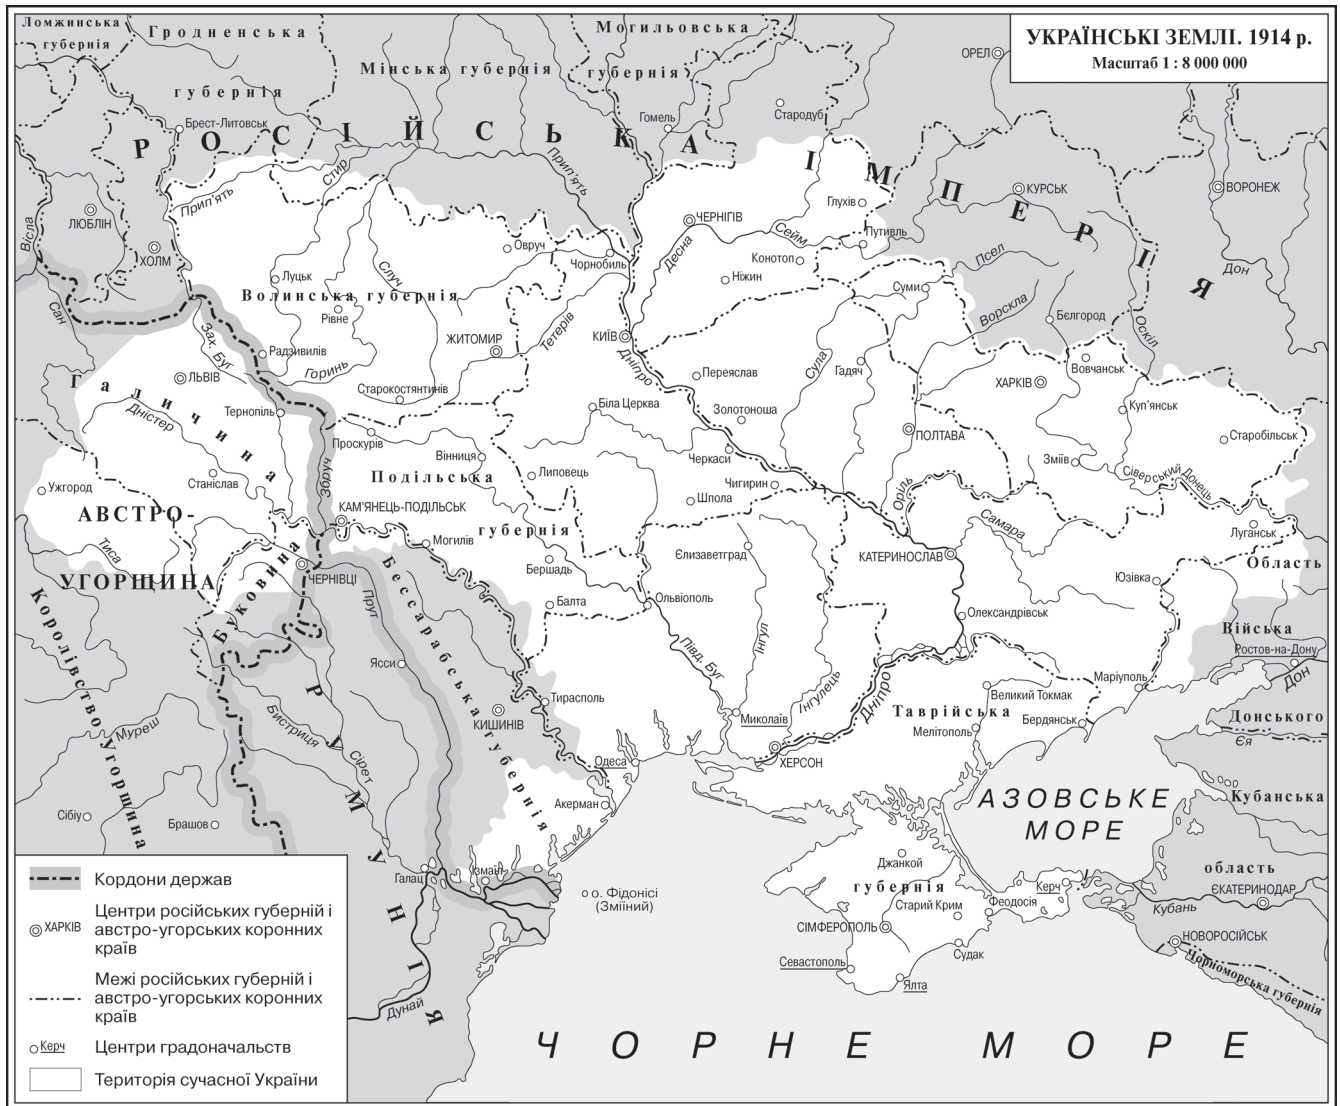 УКРАЇНСЬКІ ЗЕМЛІ. 1914 р.
Масштаб 1 : 8 000 000
Ломжинська
губернія
Гродненська
губернія
Мінська губернія
Могильовська
губернія
РОСІЙСЬКА ІМПЕРІЯ
ОРЕЛ
Стародуб
Гомель
Брест-Литовськ
Прип'ять
Стир
Прип'ять
ЛЮБЛІН
ХОЛМ
Вісла
Сан
КУРСЬК
ВОРОНЕЖ
Дон
Глухів
Путивль
ЧЕРНІГІВ
Десна
Сейм
Конотоп
Ніжин
Овруч
Чорнобиль
Луцьк
Случ
Волинська губернія
Рівне
ЖИТОМИР
Тетерів
КИЇВ
Дніпро
Псел
Суми
Ворскла
Бєлгород
Оскіл
Радзивилів
Горинь
Старокостянтинів
Зах. Буг
ЛЬВІВ
Галичина
Дністер
Тернопіль
Переяслав
Сула
Гадяч
ХАРКІВ
Вовчанськ
Куп'янськ
Старобільськ
Біла Церква
Золотоноша
ПОЛТАВА
Проскурів
Вінниця
Черкаси
Зміїв
Сіверський Донець
Збруч
Подільська
губернія
Липовець
Чигирин
Шпола
Оріль
Ужгород
Станіслав
КАМ'ЯНЕЦЬ-ПОДІЛЬСЬК
АВСТРО-
УГОРЩИНА
Могилів
Самара
Луганськ
Тиса
Єлизаветград
КАТЕРИНОСЛАВ
Буковина
ЧЕРНІВЦІ
Бершадь
Юзівка
Область
Прут
Балта
Ольвіополь
Олександрівськ
Королівство Угорщина
Бессарабська губернія
Інгул
Війська
Ростов-на-Дону
Дон
Ясси
Півд. Буг
Інгулець
Дніпро
Маріуполь
Великий Токмак
Тирасполь
РУМУНІЯ
КИШИНІВ
Муреш
Бистриця
Сірет
Миколаїв
Таврійська
Мелітополь
Бердянськ
Донського
Єя
Одеса
ХЕРСОН
АЗОВСЬКЕ
МОРЕ
Кубанська
Сібіу
Брашов
Акерман
Джанкой
губернія
область
ЄКАТЕРИНОДАР
Галац
Ізмаїл
о. Фідонісі
(Зміїний)
Старий Крим
Феодосія
Керч
Кубань
СІМФЕРОПОЛЬ
НОВОРОСІЙСЬК
Судак
Севастополь
Ялта
Чорноморська губернія
Дунай
ЧОРНЕ МОРЕ
Кордони держав
ХАРКІВ
Центри російських губерній і
австро-угорських коронних
країв
Межі російських губерній і
австро-угорських коронних
країв
Керч
Центри градоначальств
Територія сучасної України